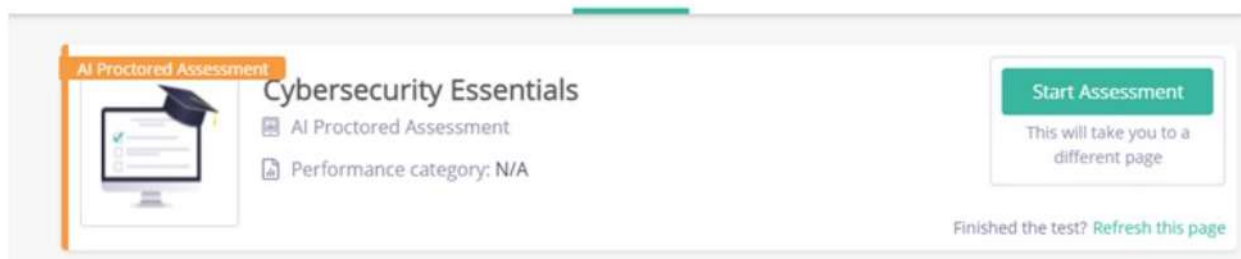 AI Proctored Assessment
Cybersecurity Essentials
AI Proctored Assessment
Performance category: N/A
Start Assessment
This will take you to a
different page
Finished the test? Refresh this page